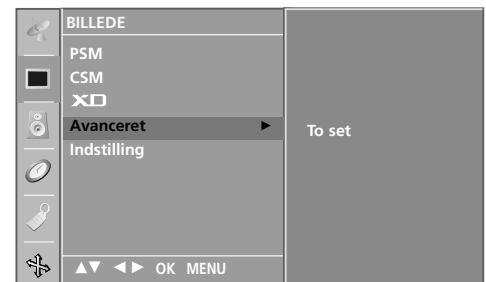 BILLEDE
PSM
CSM
XD
Avanceret ►
To set
Indstilling
▲▼ ◄► OK MENU